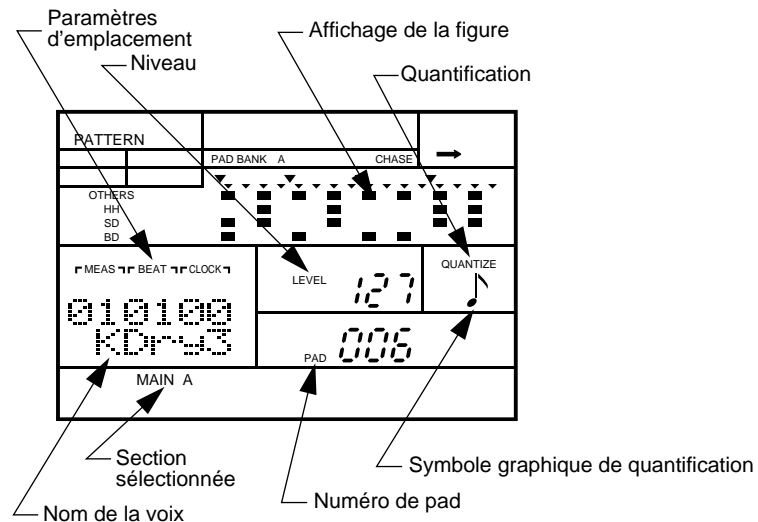 Paramètres
d'emplacement
Niveau
Affichage de la figure
Quantification
PATTERN
PAD BANK A CHASE
OTHERS
HH
SD
BD
MEAS BEAT CLOCK
LEVEL 127
QUANTIZE
010100
KDry3
PAD 006
MAIN A
Section
sélectionnée
Symbole graphique de quantification
Numéro de pad
Nom de la voix